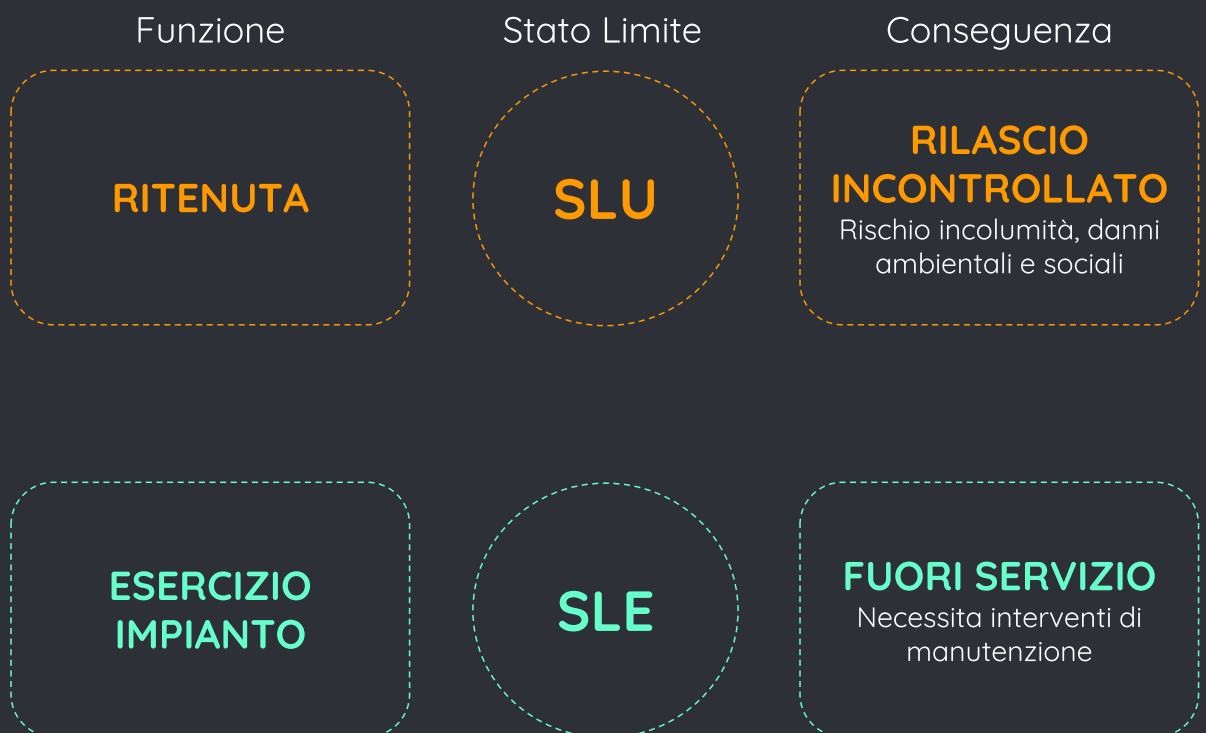 Funzione
Stato Limite
Conseguenza
RITENUTA
SLU
RILASCIO
INCONTROLLATO
Rischio incolumità, danni
ambientali e sociali
ESERCIZIO
IMPIANTO
SLE
FUORI SERVIZIO
Necessita interventi di
manutenzione